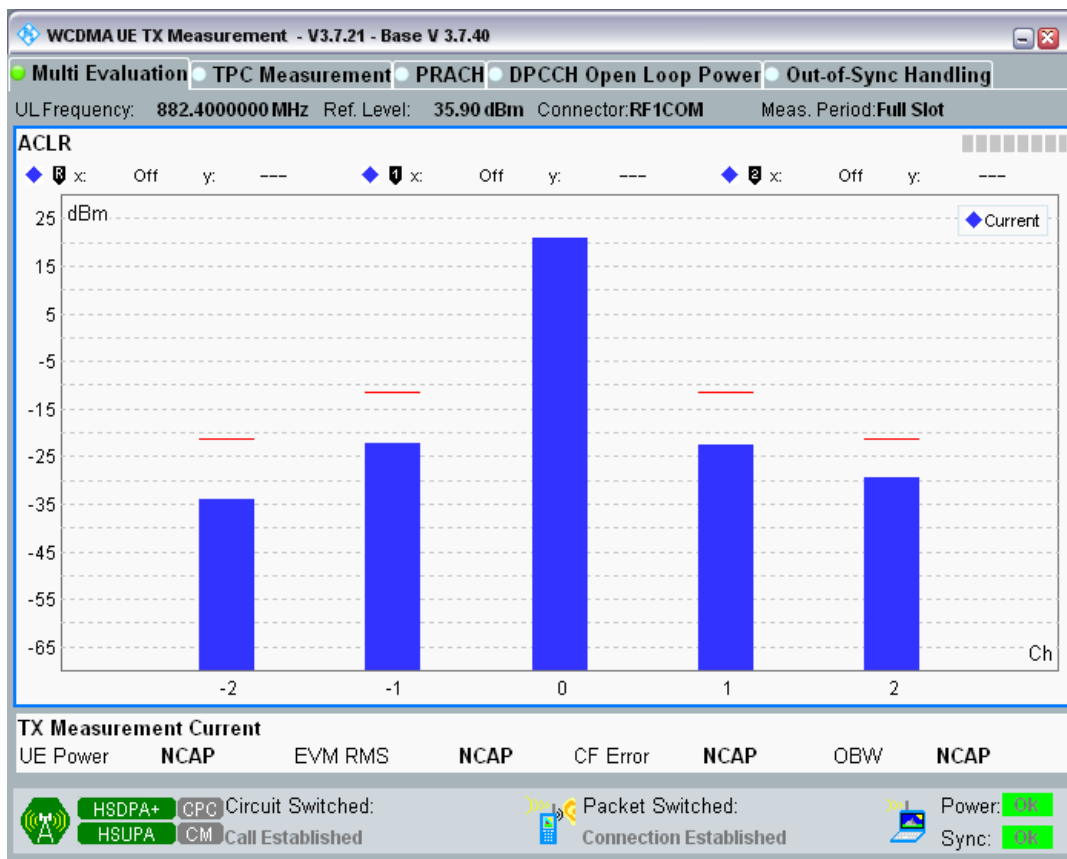 WCDMA UE TX Measurement - V3.7.21 - Base V 3.7.40
Multi Evaluation TPC Measurement PRACH DPCCH Open Loop Power Out-of-Sync Handling
UL Frequency: 882.4000000 MHz Ref. Level: 35.90 dBm Connector:RF1COM Meas. Period:Full Slot
ACLR
R x: Off y: --- 1 x: Off y: --- 2 x: Off y: ---
dBm
Current
25
15
5
-5
-15
-25
-35
-45
-55
-65
Ch
-2 -1 0 1 2
TX Measurement Current
UE Power NCAP EVM RMS NCAP CF Error NCAP OBW NCAP
HSDPA+ CPC Circuit Switched: Packet Switched: Power: OK
HSUPA CM Call Established Connection Established Sync: OK